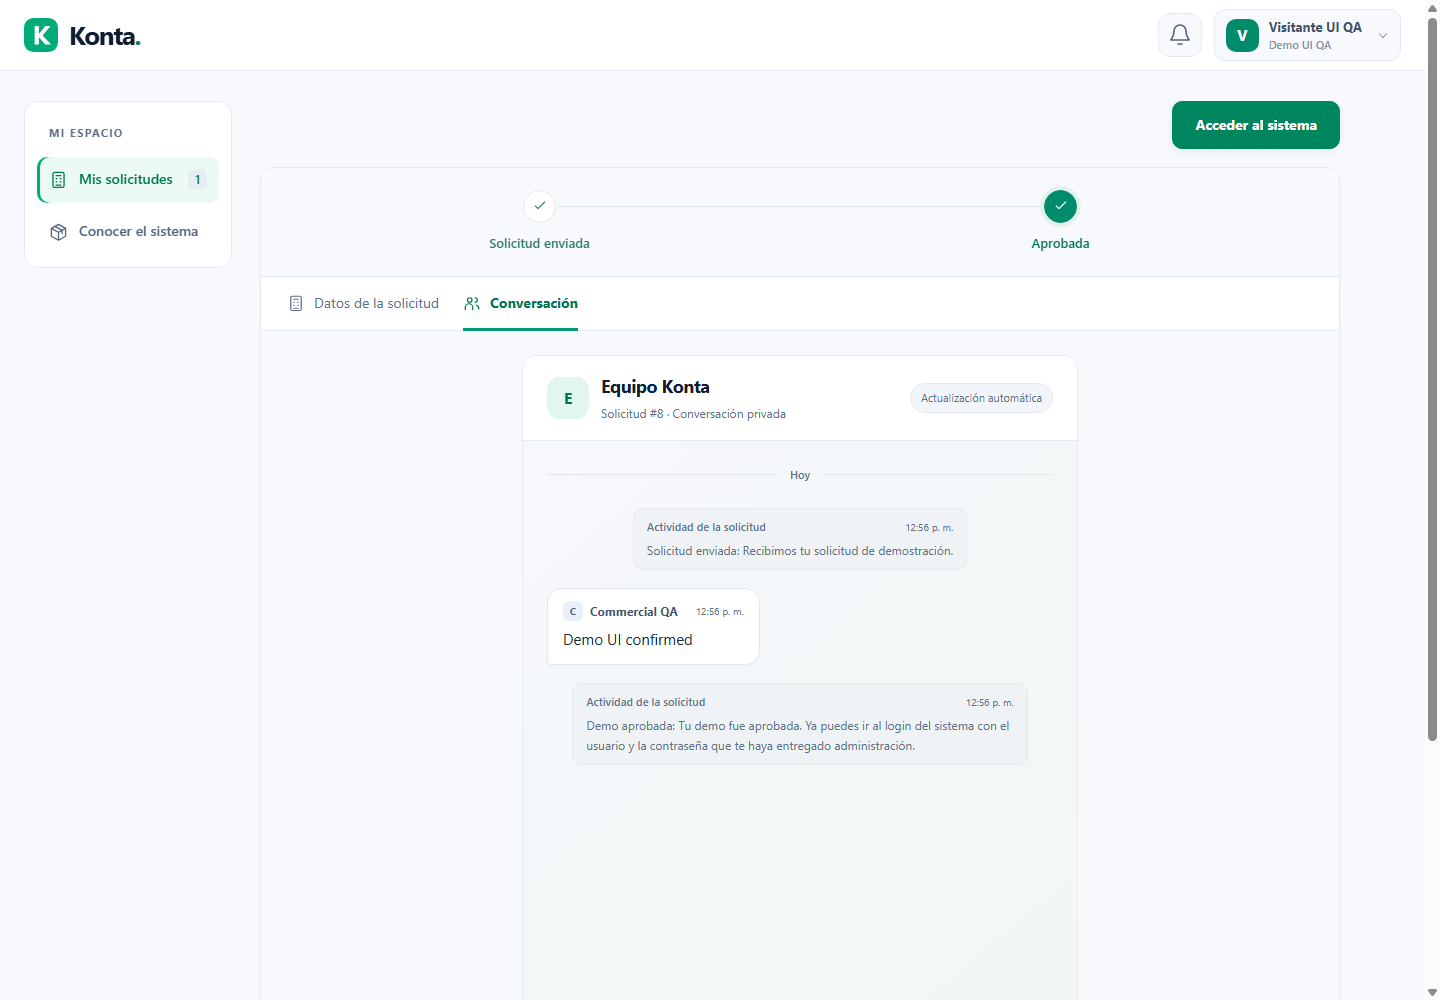 K Konta.
Visitante UI QA
V
Demo UI QA
MI ESPACIO
Mis solicitudes 1
Conocer el sistema
Acceder al sistema
Solicitud enviada
Aprobada
Datos de la solicitud
Conversación
E
Equipo Konta
Solicitud #8 · Conversación privada
Actualización automática
Hoy
Actividad de la solicitud 12:56 p. m.
Solicitud enviada: Recibimos tu solicitud de demostración.
C Commercial QA 12:56 p. m.
Demo UI confirmed
Actividad de la solicitud 12:56 p. m.
Demo aprobada: Tu demo fue aprobada. Ya puedes ir al login del sistema con el
usuario y la contraseña que te haya entregado administración.